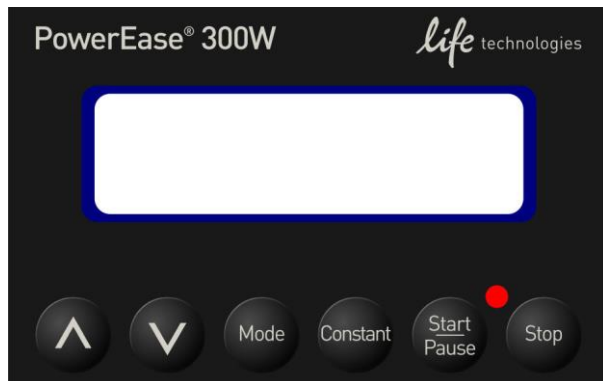 PowerEase® 300W
life technologies
Mode
Constant
Start
Pause
Stop